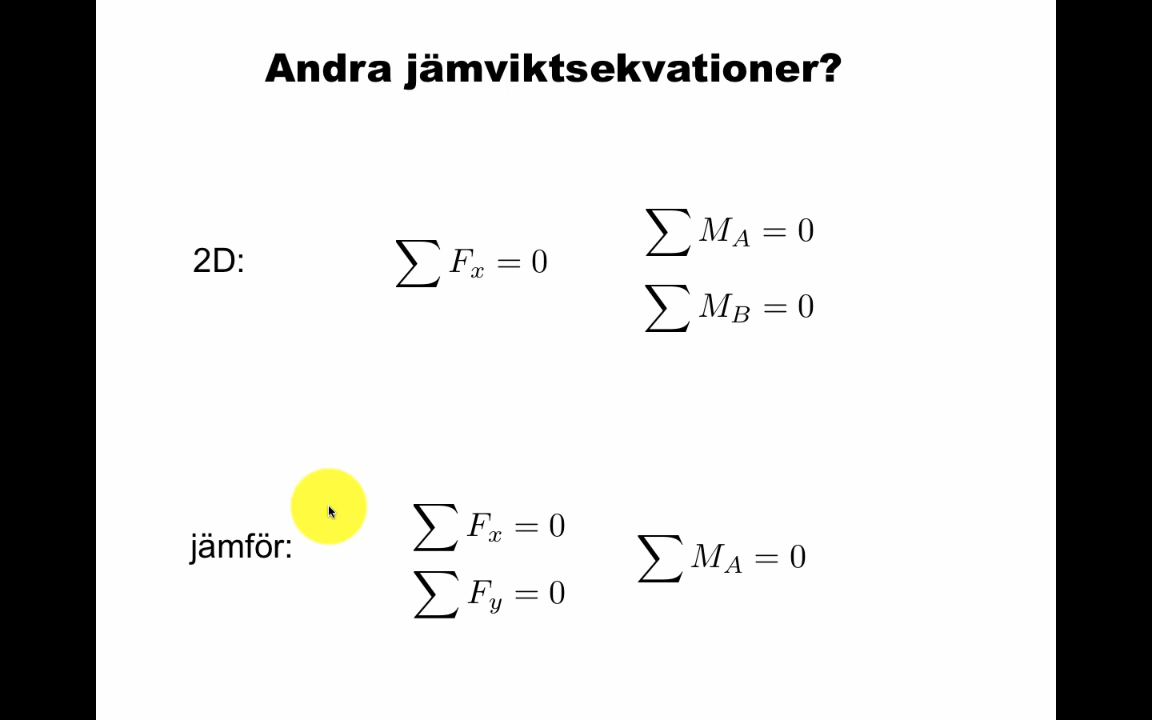 Andra jämviktsekvationer?
2D:
∑ F_x = 0
∑ M_A = 0
∑ M_B = 0
jämför:
∑ F_x = 0
∑ F_y = 0
∑ M_A = 0